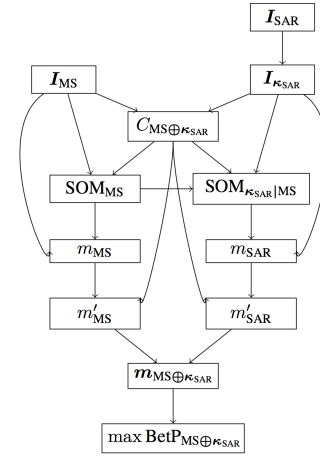 I_SAR
I_MS
I_κSAR
C_MS⊕κSAR
SOM_MS
SOM_κSAR|MS
m_MS
m_SAR
m′_MS
m′_SAR
m_MS⊕κSAR
max BetP_MS⊕κSAR